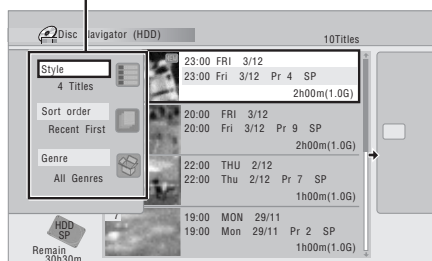 Disc Navigator (HDD)
10Titles
Style
4 Titles
Sort order
Recent First
Genre
All Genres
HDD
SP
Remain
30h30m
23:00 FRI 3/12
23:00 Fri 3/12 Pr 4 SP
2h00m(1.0G)
20:00 FRI 3/12
20:00 Fri 3/12 Pr 9 SP
2h00m(1.0G)
22:00 THU 2/12
22:00 Thu 2/12 Pr 7 SP
1h00m(1.0G)
7
19:00 MON 29/11
19:00 Mon 29/11 Pr 2 SP
1h00m(1.0G)